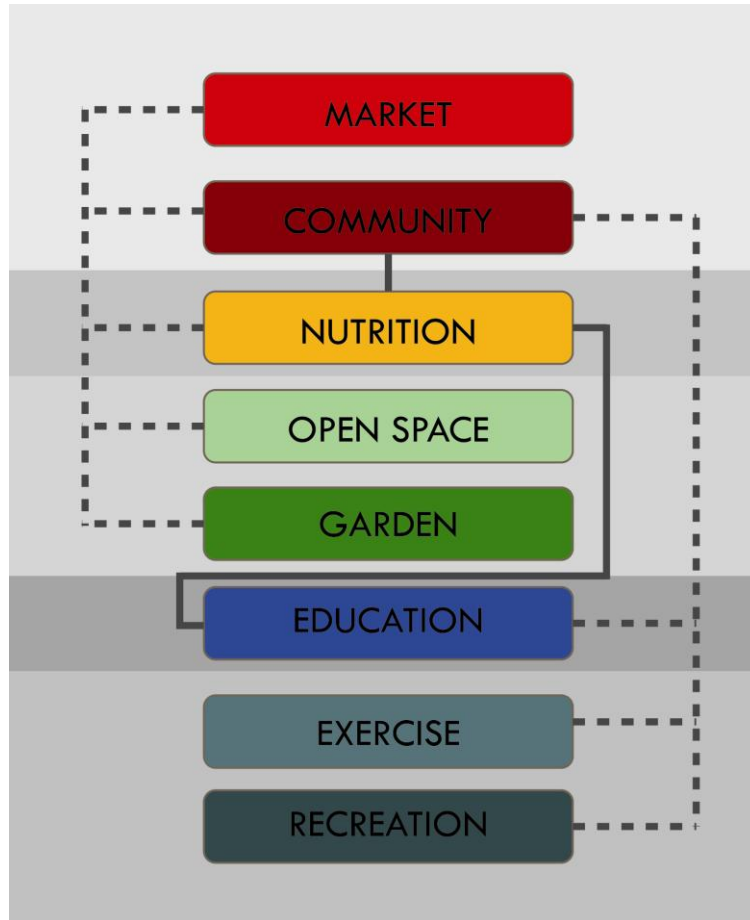 MARKET
COMMUNITY
NUTRITION
OPEN SPACE
GARDEN
EDUCATION
EXERCISE
RECREATION